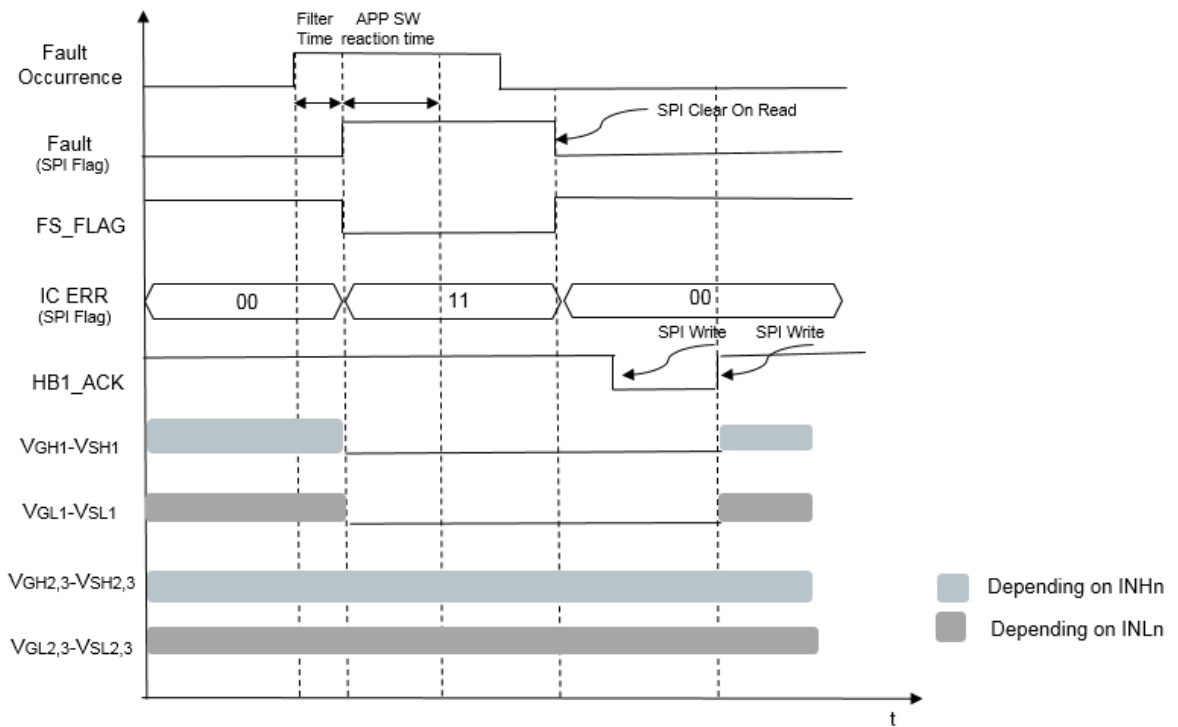 Filter APP SW
Time reaction time
Fault
Occurrence
SPI Clear On Read
Fault
(SPI Flag)
FS_FLAG
IC ERR
(SPI Flag)
00 11 00
SPI Write SPI Write
HB1_ACK
VGH1-VSH1
VGL1-VSL1
VGH2,3-VSH2,3
Depending on INHn
VGL2,3-VSL2,3
Depending on INLn
t